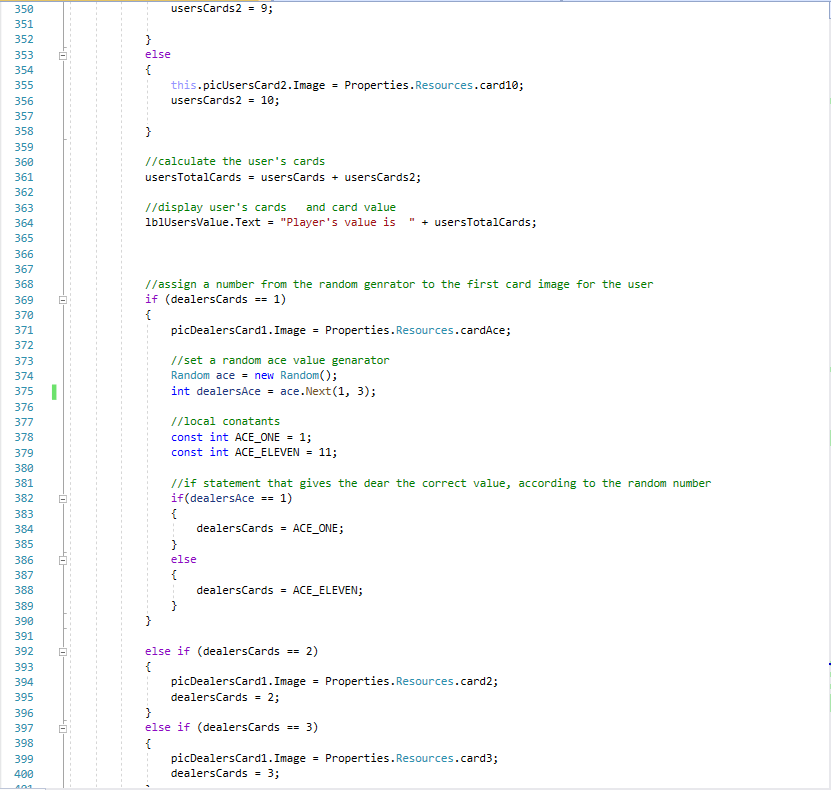 350 usersCards2 = 9;
351
352 }
353 else
354 {
355 this.picUsersCard2.Image = Properties.Resources.card10;
356 usersCards2 = 10;
357
358 }
359
360 //calculate the user's cards
361 usersTotalCards = usersCards + usersCards2;
362
363 //display user's cards   and card value
364 lblUsersValue.Text = "Player's value is  " + usersTotalCards;
365
366
367
368 //assign a number from the random genrator to the first card image for the user
369 if (dealersCards == 1)
370 {
371 picDealersCard1.Image = Properties.Resources.cardAce;
372
373 //set a random ace value genarator
374 Random ace = new Random();
375 int dealersAce = ace.Next(1, 3);
376
377 //local conatants
378 const int ACE_ONE = 1;
379 const int ACE_ELEVEN = 11;
380
381 //if statement that gives the dear the correct value, according to the random number
382 if(dealersAce == 1)
383 {
384 dealersCards = ACE_ONE;
385 }
386 else
387 {
388 dealersCards = ACE_ELEVEN;
389 }
390 }
391
392 else if (dealersCards == 2)
393 {
394 picDealersCard1.Image = Properties.Resources.card2;
395 dealersCards = 2;
396 }
397 else if (dealersCards == 3)
398 {
399 picDealersCard1.Image = Properties.Resources.card3;
400 dealersCards = 3;